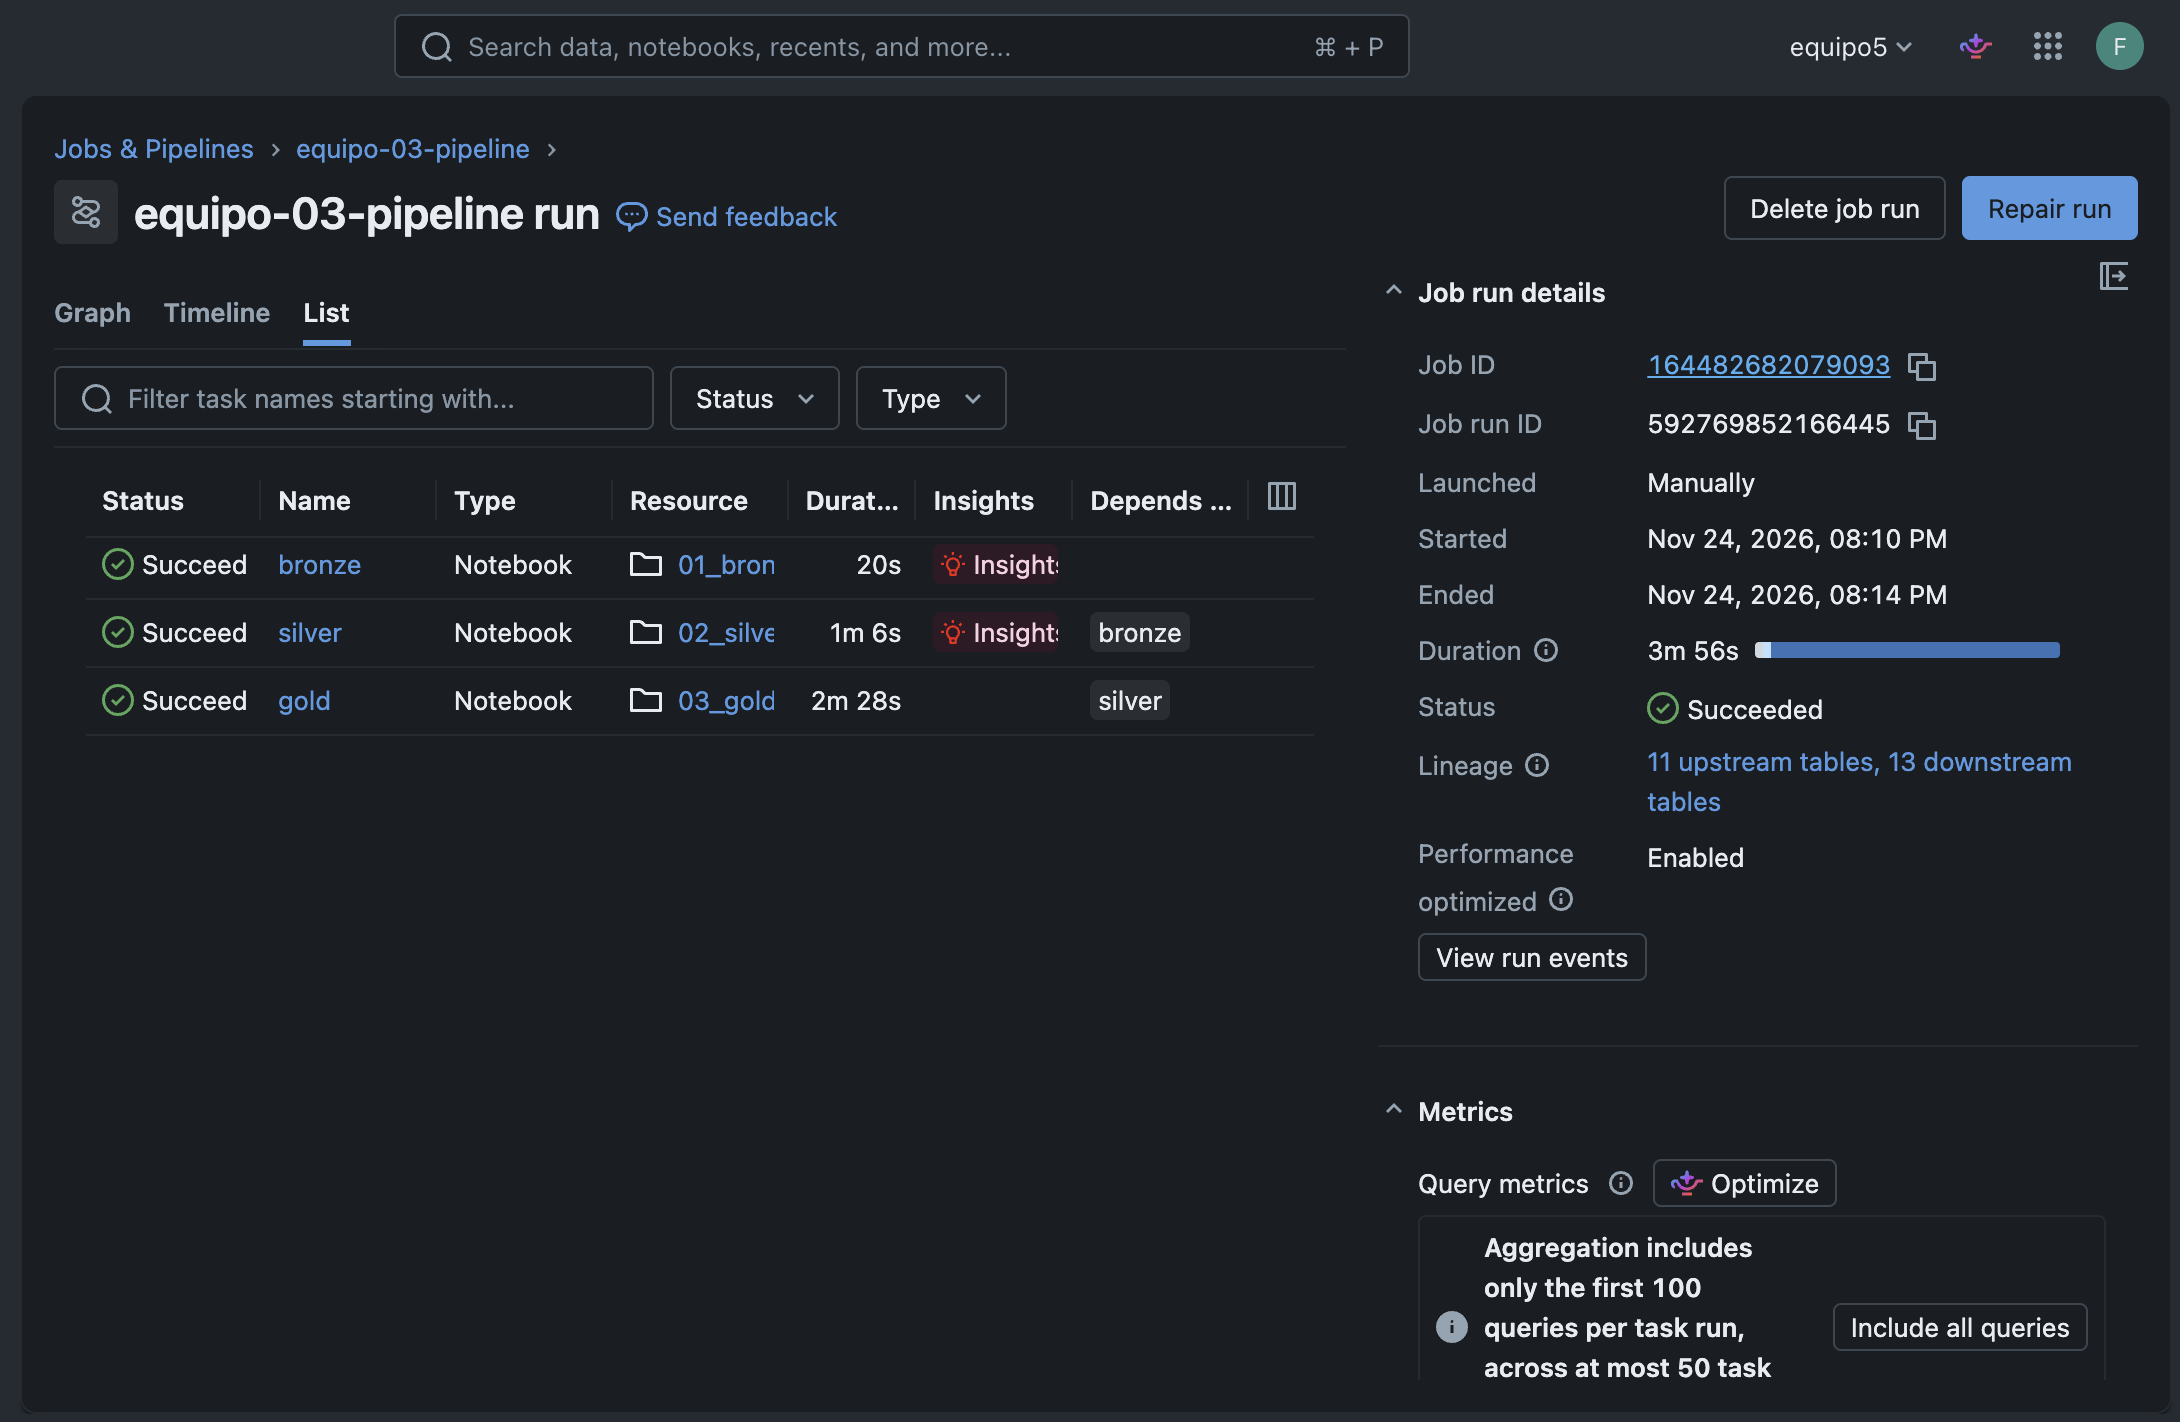 Search data, notebooks, recents, and more... ⌘ + P
equipo5
F
Jobs & Pipelines › equipo-03-pipeline ›
equipo-03-pipeline run Send feedback
Delete job run Repair run
Graph Timeline List
Filter task names starting with... Status Type
Status Name Type Resource Durat... Insights Depends ...
Succeed bronze Notebook 01_bron 20s Insights
Succeed silver Notebook 02_silve 1m 6s Insights bronze
Succeed gold Notebook 03_gold 2m 28s silver
Job run details
Job ID 164482682079093
Job run ID 592769852166445
Launched Manually
Started Nov 24, 2026, 08:10 PM
Ended Nov 24, 2026, 08:14 PM
Duration 3m 56s
Status Succeeded
Lineage 11 upstream tables, 13 downstream
tables
Performance Enabled
optimized
View run events
Metrics
Query metrics Optimize
Aggregation includes
only the first 100
queries per task run,
across at most 50 task
Include all queries